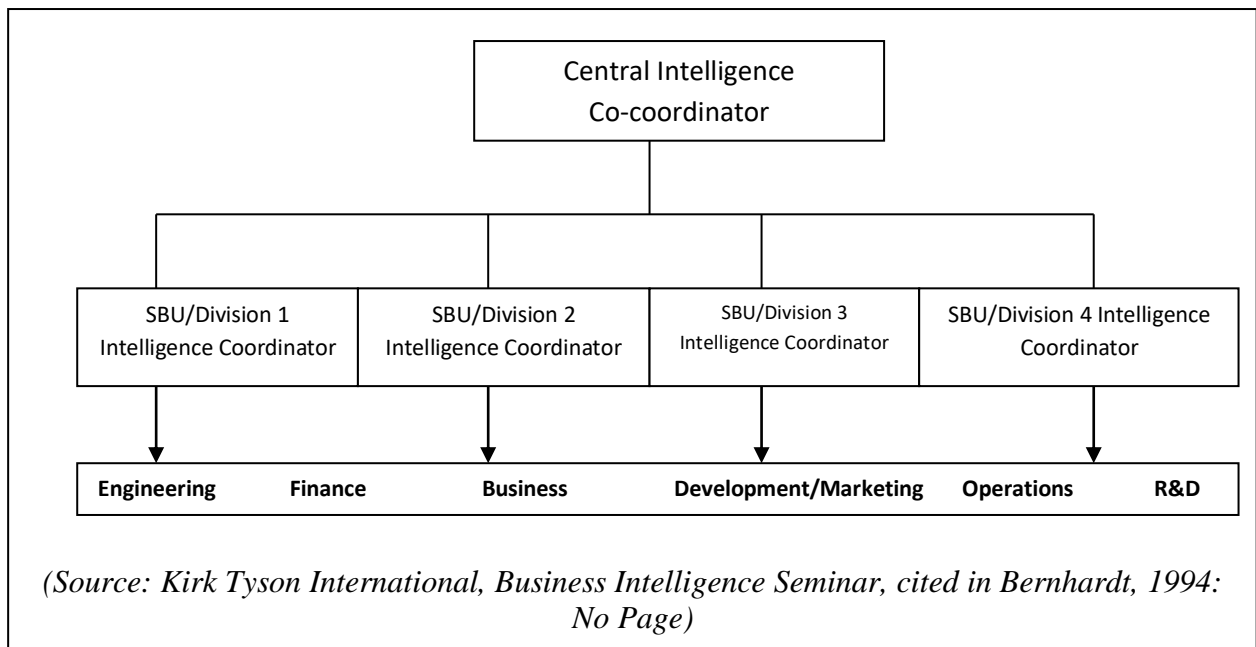 Central Intelligence
Co-coordinator
SBU/Division 1
Intelligence Coordinator
SBU/Division 2
Intelligence Coordinator
SBU/Division 3
Intelligence Coordinator
SBU/Division 4 Intelligence
Coordinator
Engineering Finance Business Development/Marketing Operations R&D
(Source: Kirk Tyson International, Business Intelligence Seminar, cited in Bernhardt, 1994:
No Page)